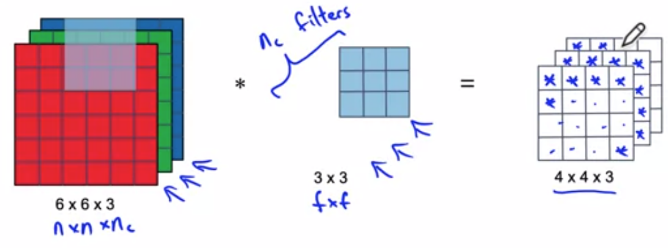 n_c filters
*
=
6 x 6 x 3
n×n×n_c
3 x 3
f×f
4 x 4 x 3